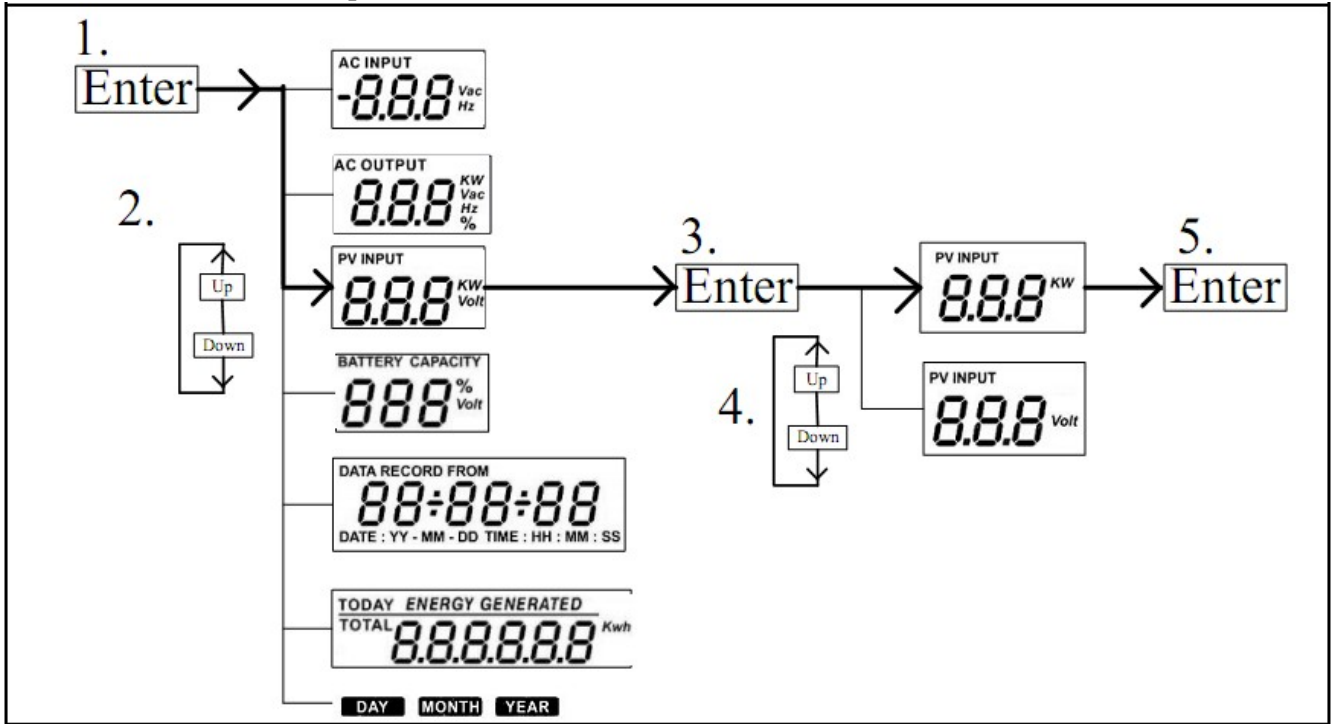 1.
Enter
AC INPUT
-8.8.8 Vac
Hz
AC OUTPUT
8.8.8 KW
Vac
Hz
%
2.
Up
Down
PV INPUT
8.8.8 KW
Volt
3.
Enter
PV INPUT
8.8.8 KW
5.
Enter
4.
Up
Down
PV INPUT
8.8.8 Volt
BATTERY CAPACITY
888 %
Volt
DATA RECORD FROM
88:88:88
DATE : YY - MM - DD TIME : HH : MM : SS
TODAY ENERGY GENERATED
TOTAL 8.8.8.8.8.8 Kwh
DAY MONTH YEAR